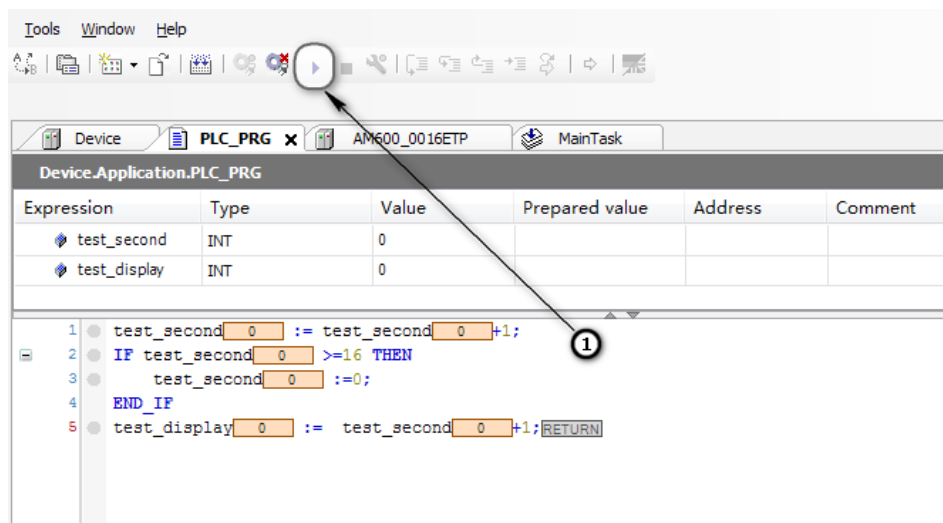 Tools Window Help
Device PLC_PRG X AM600_0016ETP MainTask
Device.Application.PLC_PRG
Expression Type Value Prepared value Address Comment
test_second INT 0
test_display INT 0
1 test_second 0 := test_second 0 +1;
1
2 IF test_second 0 >=16 THEN
3 test_second 0 :=0;
4 END_IF
5 test_display 0 := test_second 0 +1; RETURN